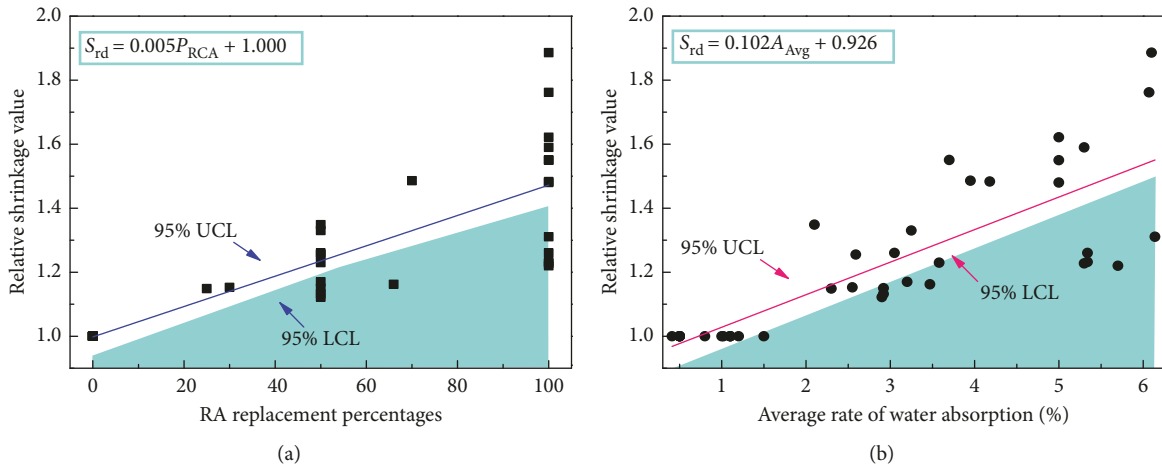 2.0
1.8
1.6
1.4
1.2
1.0
Relative shrinkage value
S_rd = 0.005P_RCA + 1.000
95% UCL
95% LCL
0 20 40 60 80 100
RA replacement percentages
(a)
2.0
1.8
1.6
1.4
1.2
1.0
Relative shrinkage value
S_rd = 0.102A_Avg + 0.926
95% UCL
95% LCL
1 2 3 4 5 6
Average rate of water absorption (%)
(b)